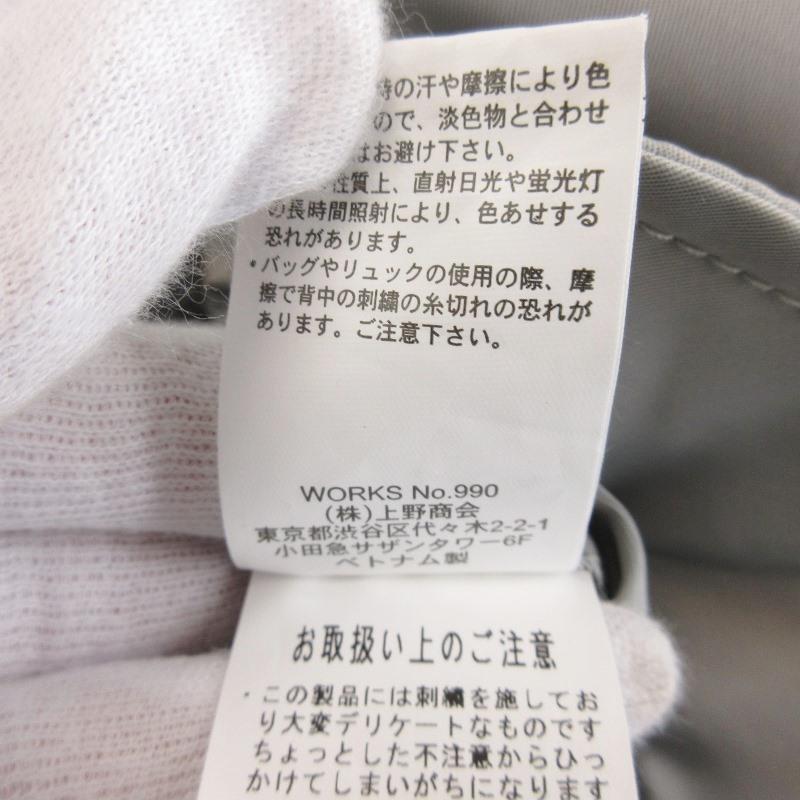 時の汗や摩擦により色
ので、淡色物と合わせ
はお避け下さい。
性質上、直射日光や蛍光灯
の長時間照射により、色あせする
恐れがあります。
*バッグやリュックの使用の際、摩
擦で背中の刺繍の糸切れの恐れが
あります。ご注意下さい。
WORKS No.990
(株)上野商会
東京都渋谷区代々木2-2-1
小田急サザンタワー6F
ベトナム製
お取扱い上のご注意
・この製品には刺繍を施してお
り大変デリケートなものです
ちょっとした不注意からひっ
かけてしまいがちになります